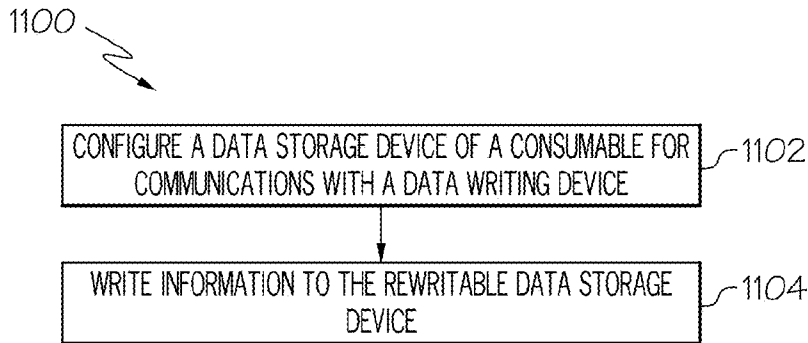 1100
CONFIGURE A DATA STORAGE DEVICE OF A CONSUMABLE FOR
COMMUNICATIONS WITH A DATA WRITING DEVICE
1102
WRITE INFORMATION TO THE REWRITABLE DATA STORAGE
DEVICE
1104